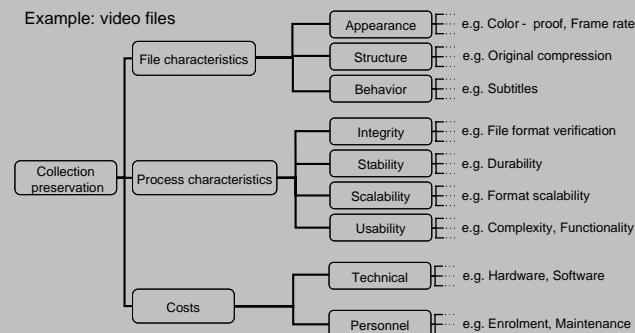 Example: video files
Appearance
e.g. Color - proof, Frame rate
File characteristics
Structure
e.g. Original compression
Behavior
e.g. Subtitles
Integrity
e.g. File format verification
Collection
preservation
Process characteristics
Stability
e.g. Durability
Scalability
e.g. Format scalability
Usability
e.g. Complexity, Functionality
Costs
Technical
e.g. Hardware, Software
Personnel
e.g. Enrolment, Maintenance